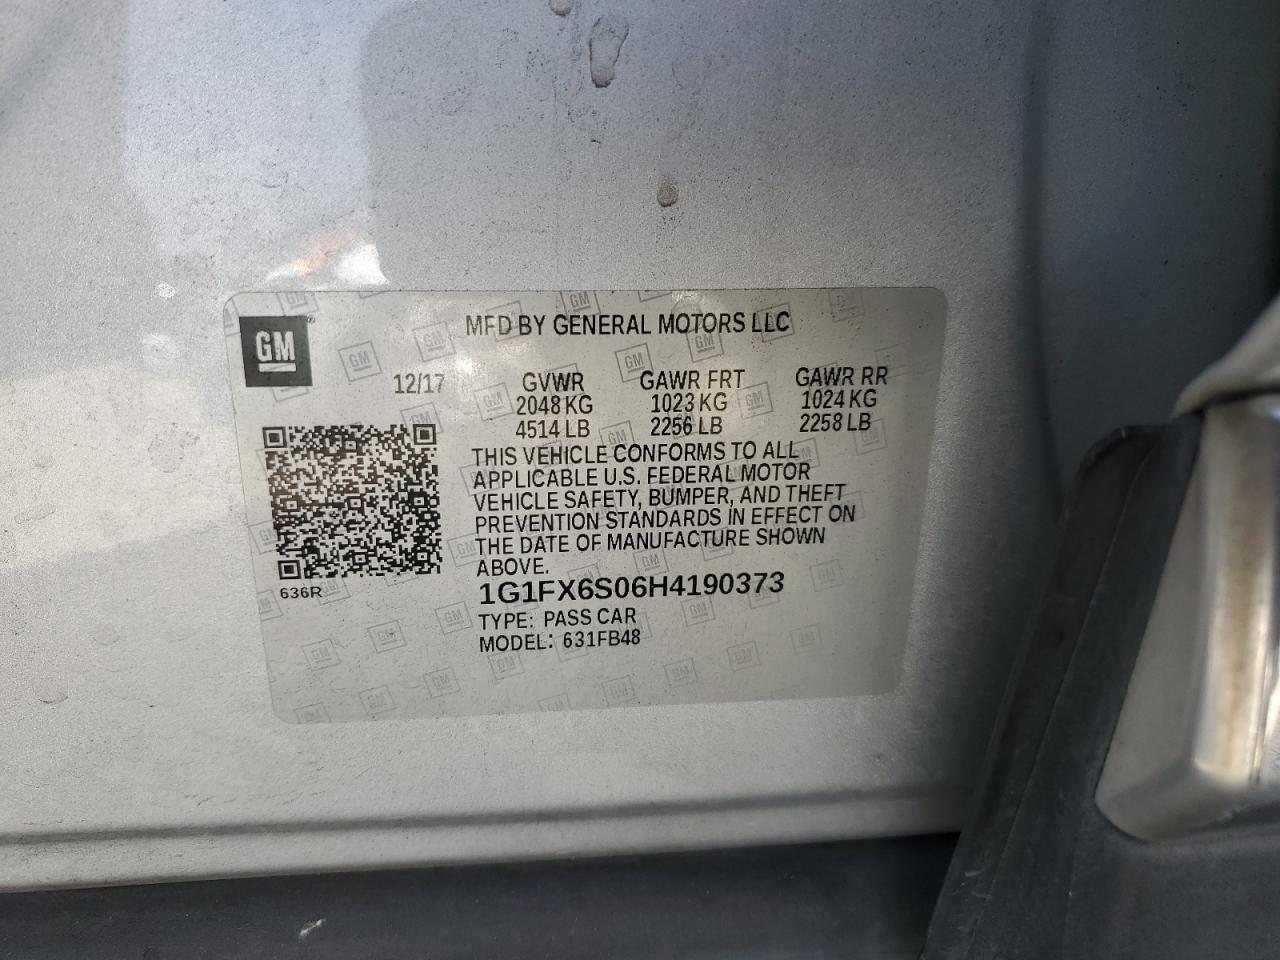 GM
MFD BY GENERAL MOTORS LLC
12/17 GVWR GAWR FRT GAWR RR
2048 KG 1023 KG 1024 KG
4514 LB 2256 LB 2258 LB
THIS VEHICLE CONFORMS TO ALL
APPLICABLE U.S. FEDERAL MOTOR
VEHICLE SAFETY, BUMPER, AND THEFT
PREVENTION STANDARDS IN EFFECT ON
THE DATE OF MANUFACTURE SHOWN
ABOVE.
636R
1G1FX6S06H4190373
TYPE: PASS CAR
MODEL: 631FB48